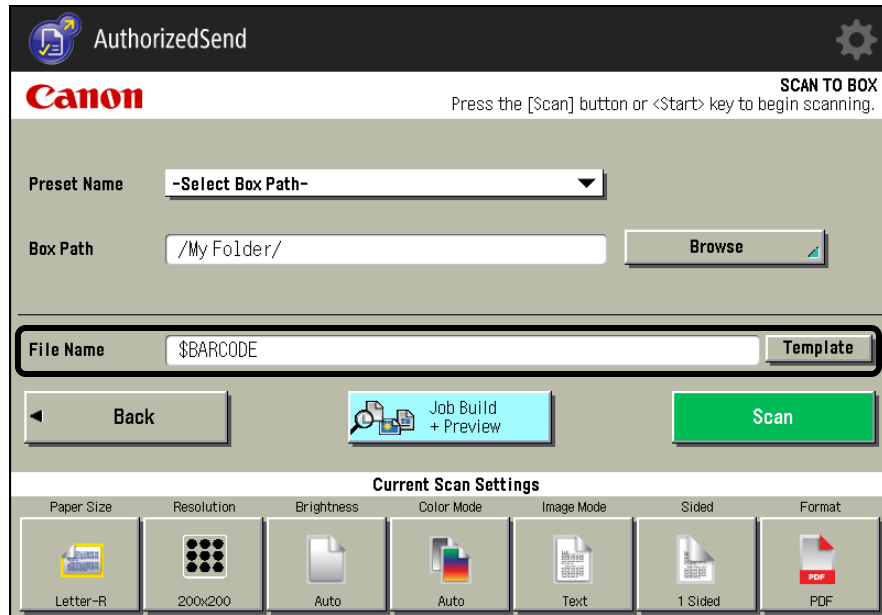 AuthorizedSend
Canon
SCAN TO BOX
Press the [Scan] button or <Start> key to begin scanning.
Preset Name -Select Box Path-
Box Path /My Folder/ Browse
File Name $BARCODE Template
Back Job Build + Preview Scan
Current Scan Settings
Paper Size Resolution Brightness Color Mode Image Mode Sided Format
PDF
Letter-R 200x200 Auto Auto Text 1 Sided PDF